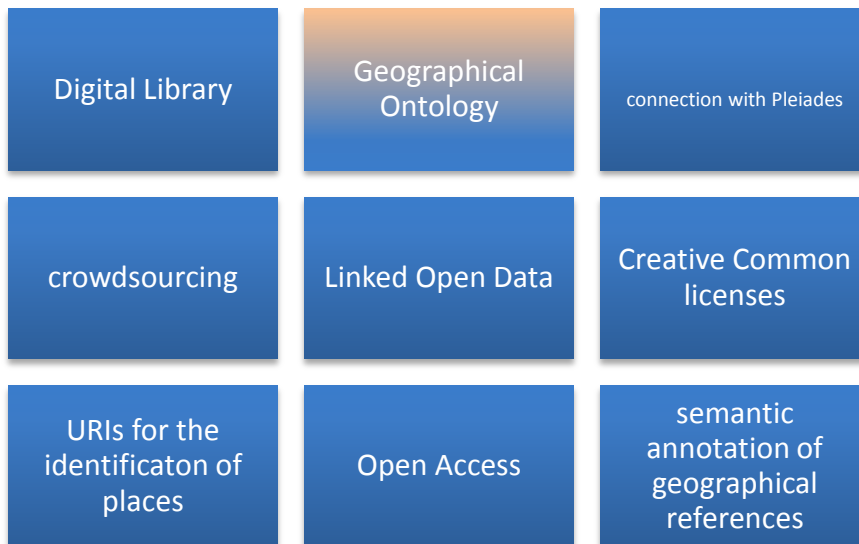 Digital Library
Geographical
Ontology
connection with Pleiades
crowdsourcing
Linked Open Data
Creative Common
licenses
URIs for the
identificaton of
places
Open Access
semantic
annotation of
geographical
references